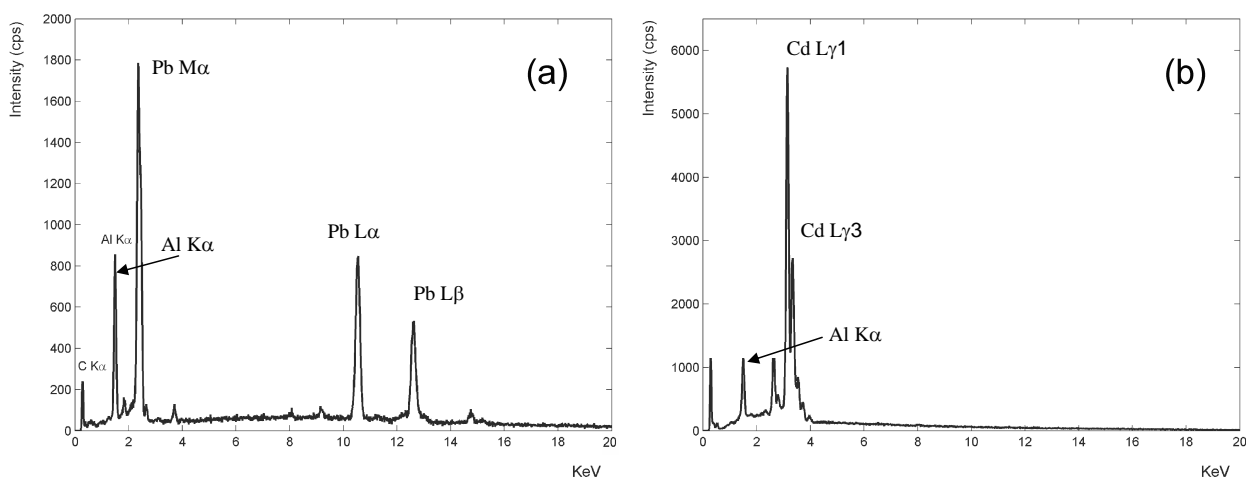 (a)
Intensity (cps)
2000
1800
1600
1400
1200
1000
800
600
400
200
0
Pb Mα
Al Kα
Al Kα
C Kα
Pb Lα
Pb Lβ
0 2 4 6 8 10 12 14 16 18 20
KeV
(b)
Intensity (cps)
6000
5000
4000
3000
2000
1000
0
Cd Lγ1
Cd Lγ3
Al Kα
0 2 4 6 8 10 12 14 16 18 20
KeV